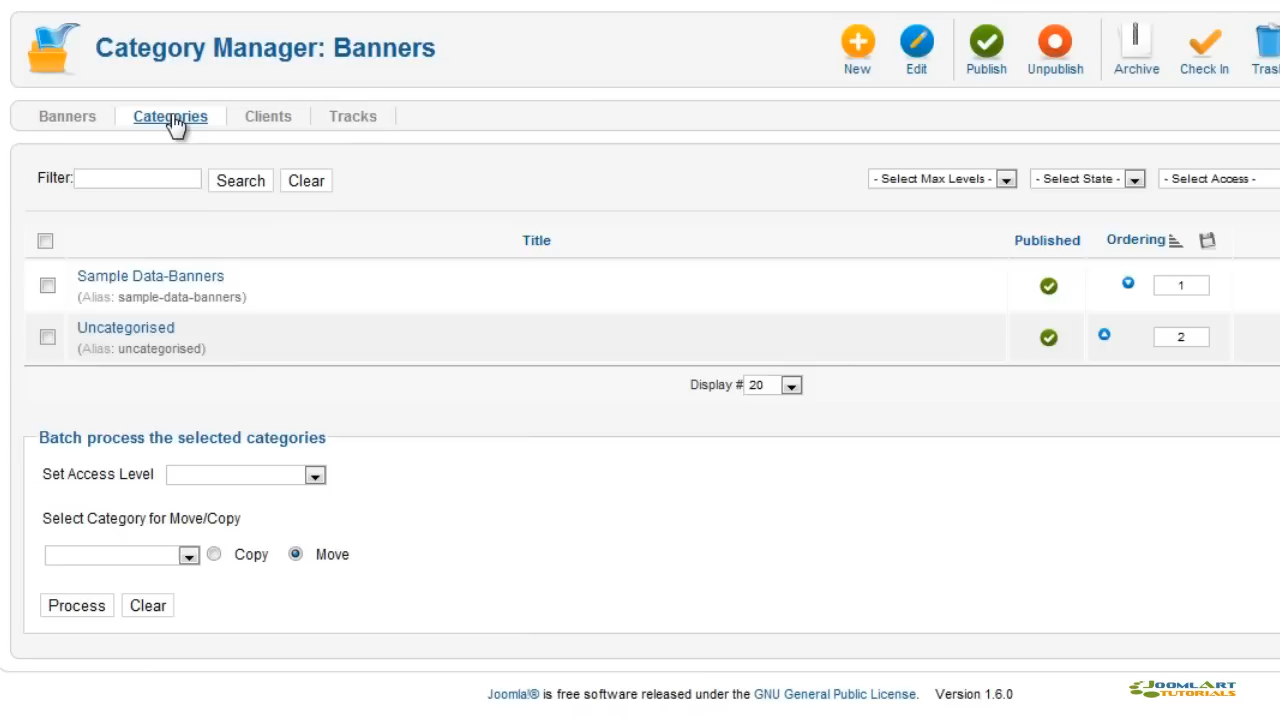 Category Manager: Banners
New Edit Publish Unpublish Archive Check In Tras
Banners Categories Clients Tracks
Filter: Search Clear - Select Max Levels - - Select State - - Select Access -
Title Published Ordering
Sample Data-Banners
(Alias: sample-data-banners) 1
Uncategorised
(Alias: uncategorised) 2
Display # 20
Batch process the selected categories
Set Access Level
Select Category for Move/Copy
Copy Move
Process Clear
Joomla!® is free software released under the GNU General Public License. Version 1.6.0
JOOMLART
TUTORIALS